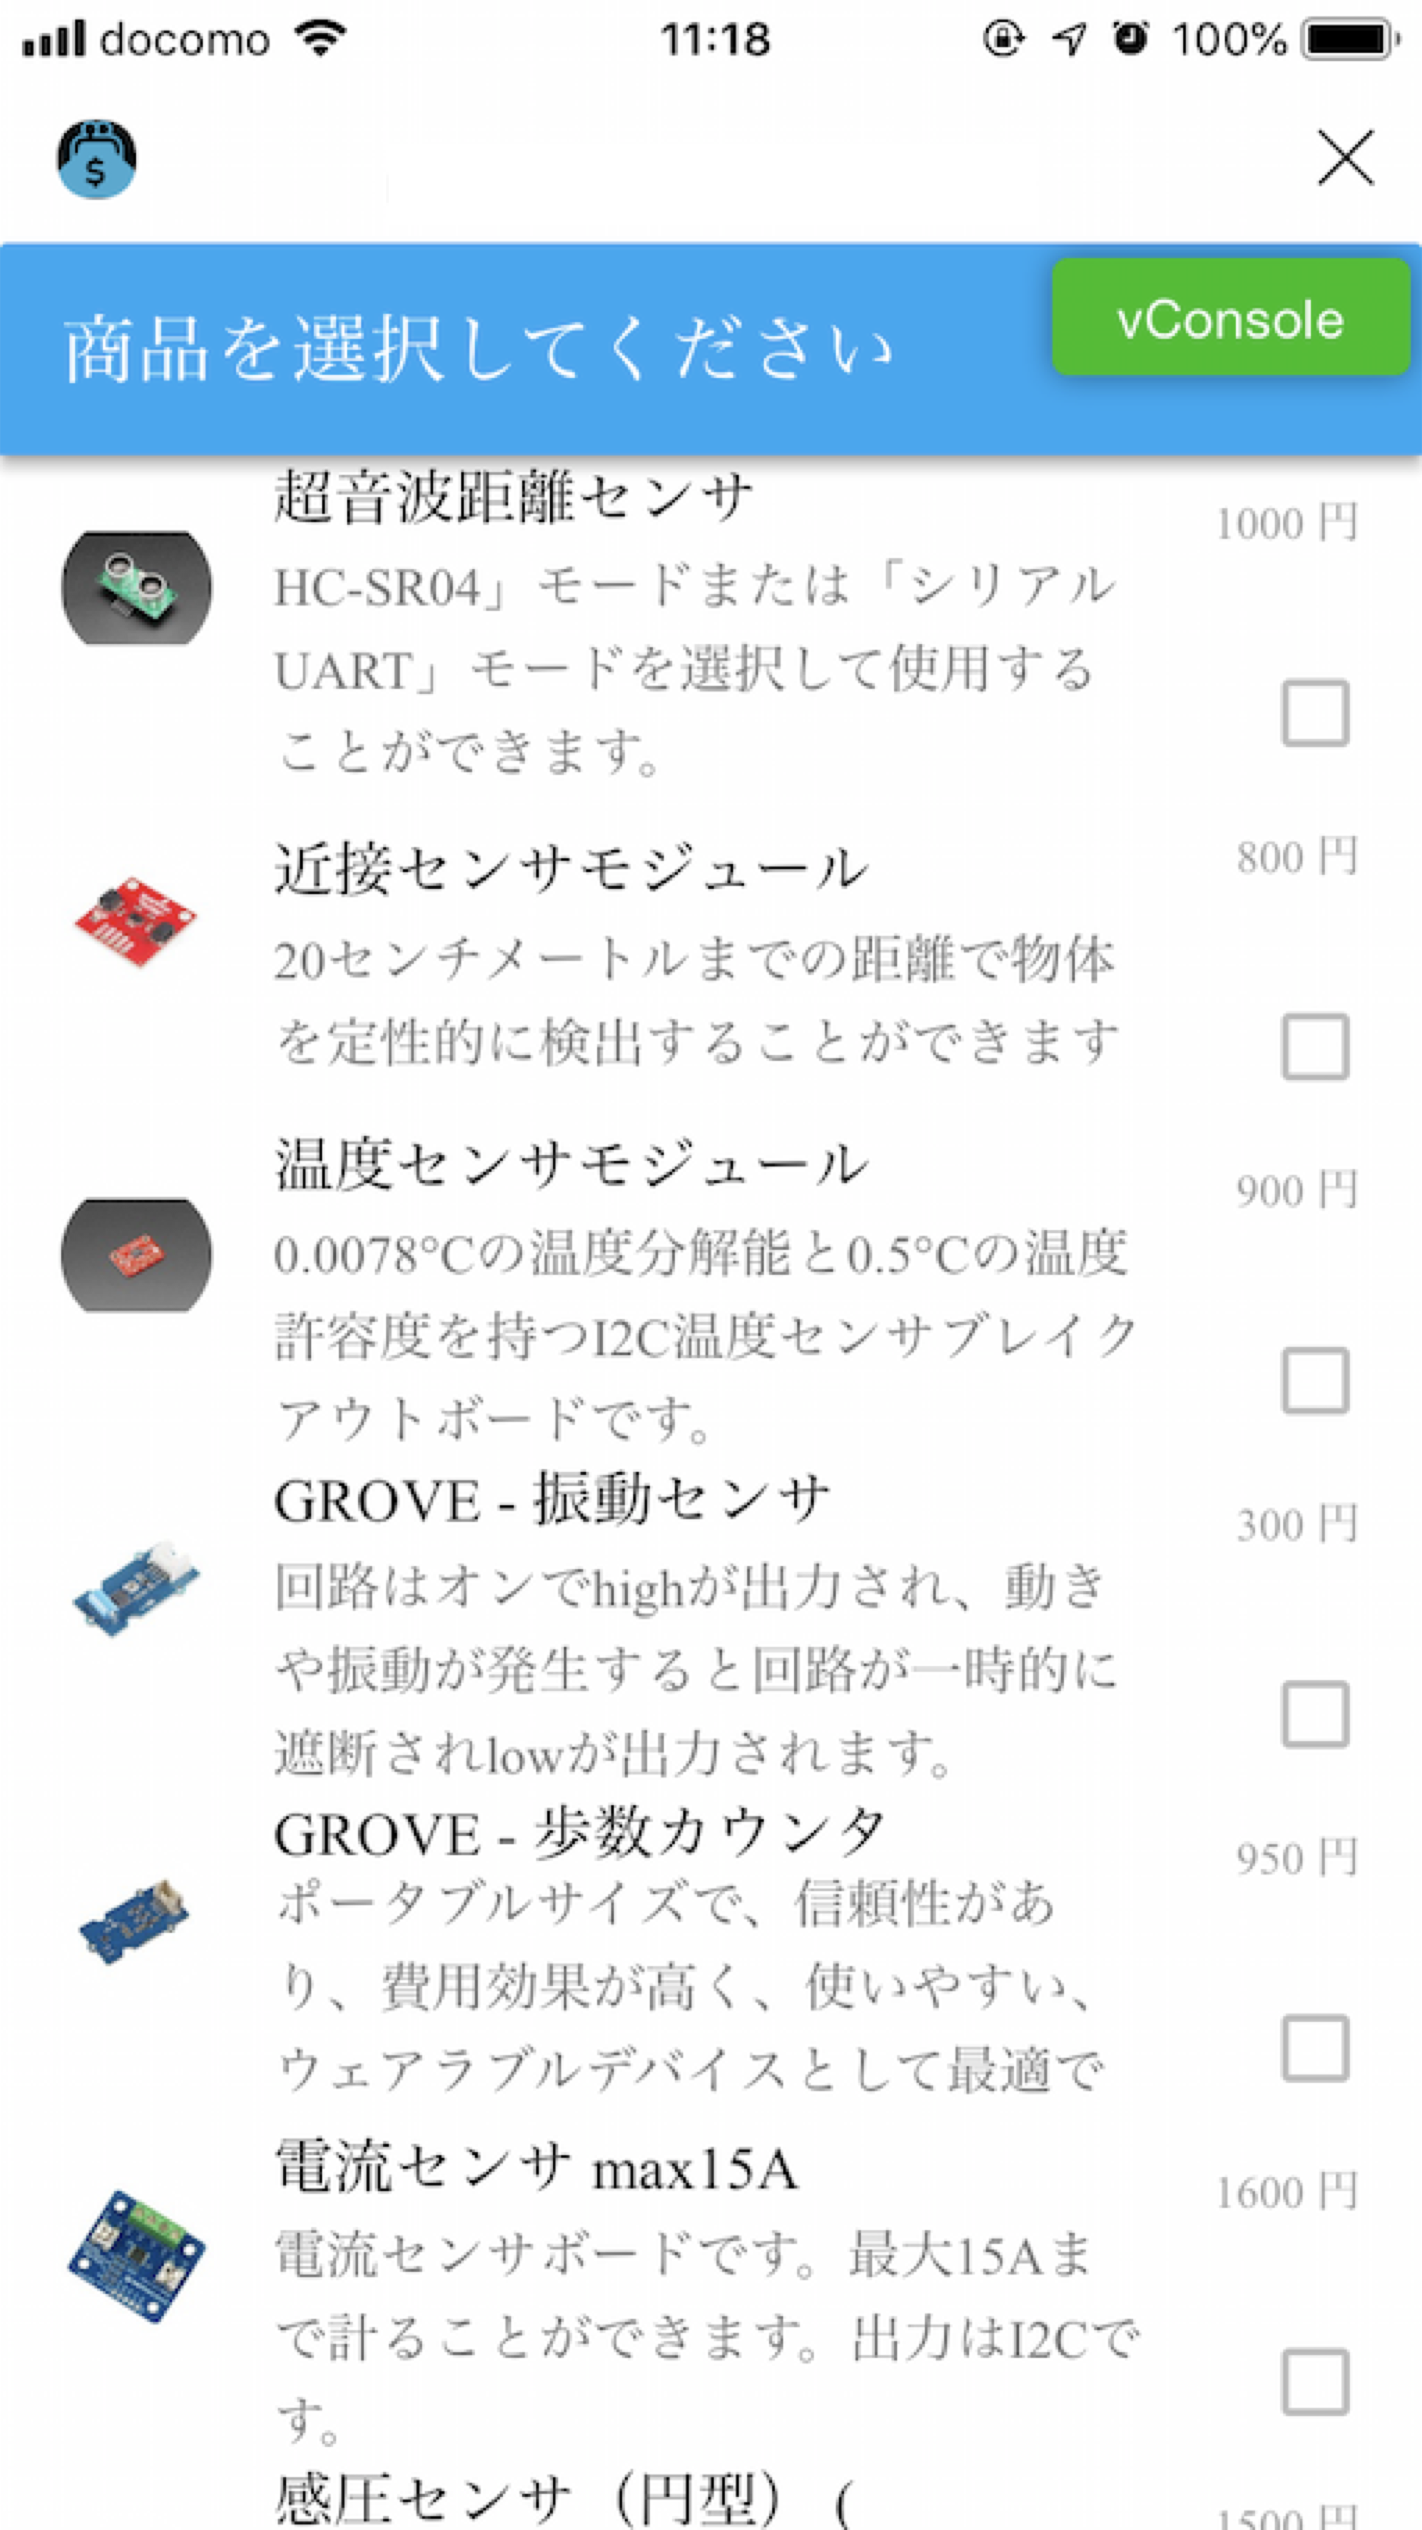 docomo 11:18 100%
$
商品を選択してください
vConsole
超音波距離センサ
1000 円
HC-SR04」モードまたは「シリアル
UART」モードを選択して使用する
ことができます。
近接センサモジュール
800 円
20センチメートルまでの距離で物体
を定性的に検出することができます
温度センサモジュール
900 円
0.0078°Cの温度分解能と0.5°Cの温度
許容度を持つI2C温度センサブレイク
アウトボードです。
GROVE - 振動センサ
300 円
回路はオンでhighが出力され、動き
や振動が発生すると回路が一時的に
遮断されlowが出力されます。
GROVE - 歩数カウンタ
950 円
ポータブルサイズで、信頼性があ
り、費用効果が高く、使いやすい、
ウェアラブルデバイスとして最適で
電流センサ max15A
1600 円
電流センサボードです。最大15Aま
で計ることができます。出力はI2Cで
す。
感圧センサ（円型） (
1500 円